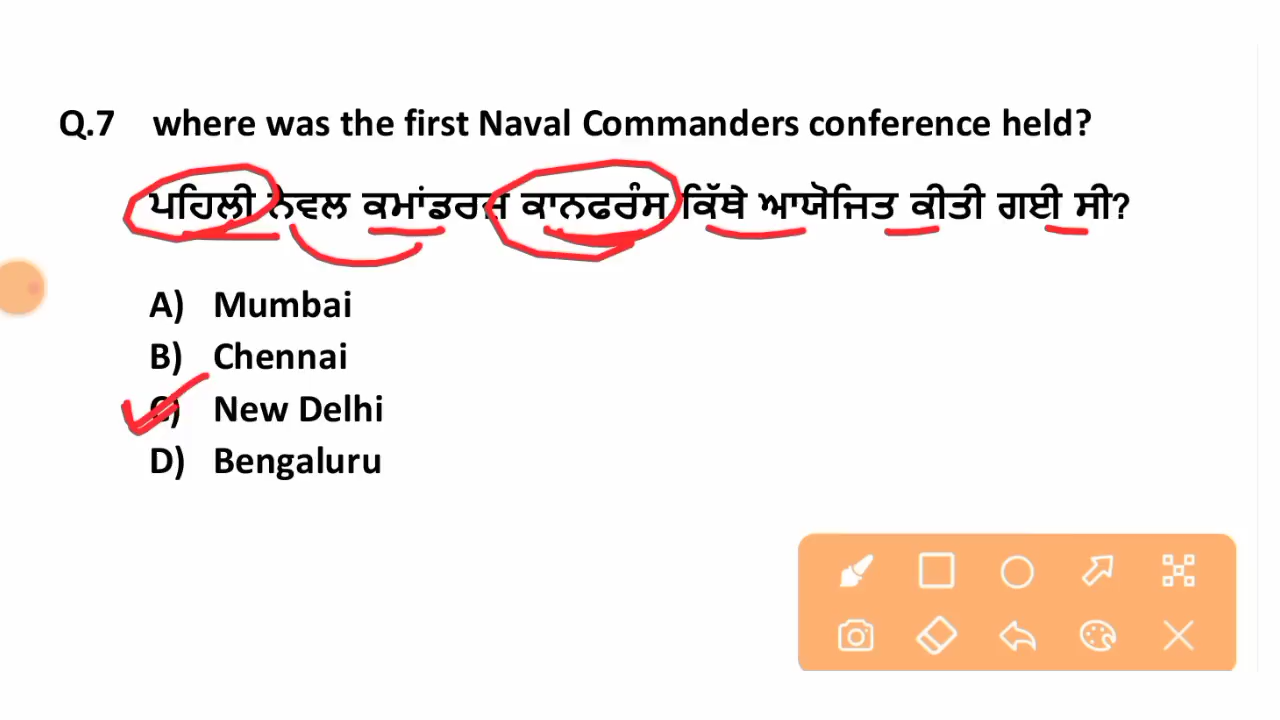 Q.7 where was the first Naval Commanders conference held?
ਪਹਿਲੀ ਨੇਵਲ ਕਮਾਂਡਰਜ਼ ਕਾਨਫਰੰਸ ਕਿੱਥੇ ਆਯੋਜਿਤ ਕੀਤੀ ਗਈ ਸੀ?
A) Mumbai
B) Chennai
C) New Delhi
D) Bengaluru